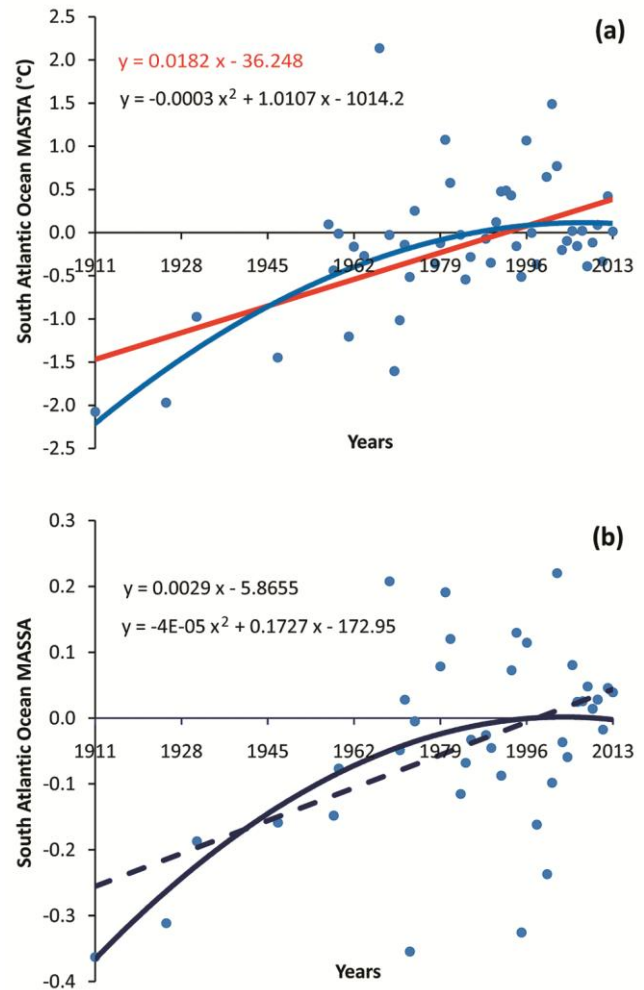 (a)
South Atlantic Ocean MASTA (°C)
2.5
2.0
1.5
1.0
0.5
0.0
-0.5
-1.0
-1.5
-2.0
-2.5
y = 0.0182 x - 36.248
y = -0.0003 x² + 1.0107 x - 1014.2
1911 1928 1945 1962 1979 1996 2013
Years
(b)
South Atlantic Ocean MASSA
0.3
0.2
0.1
0.0
-0.1
-0.2
-0.3
-0.4
y = 0.0029 x - 5.8655
y = -4E-05 x² + 0.1727 x - 172.95
1911 1928 1945 1962 1979 1996 2013
Years